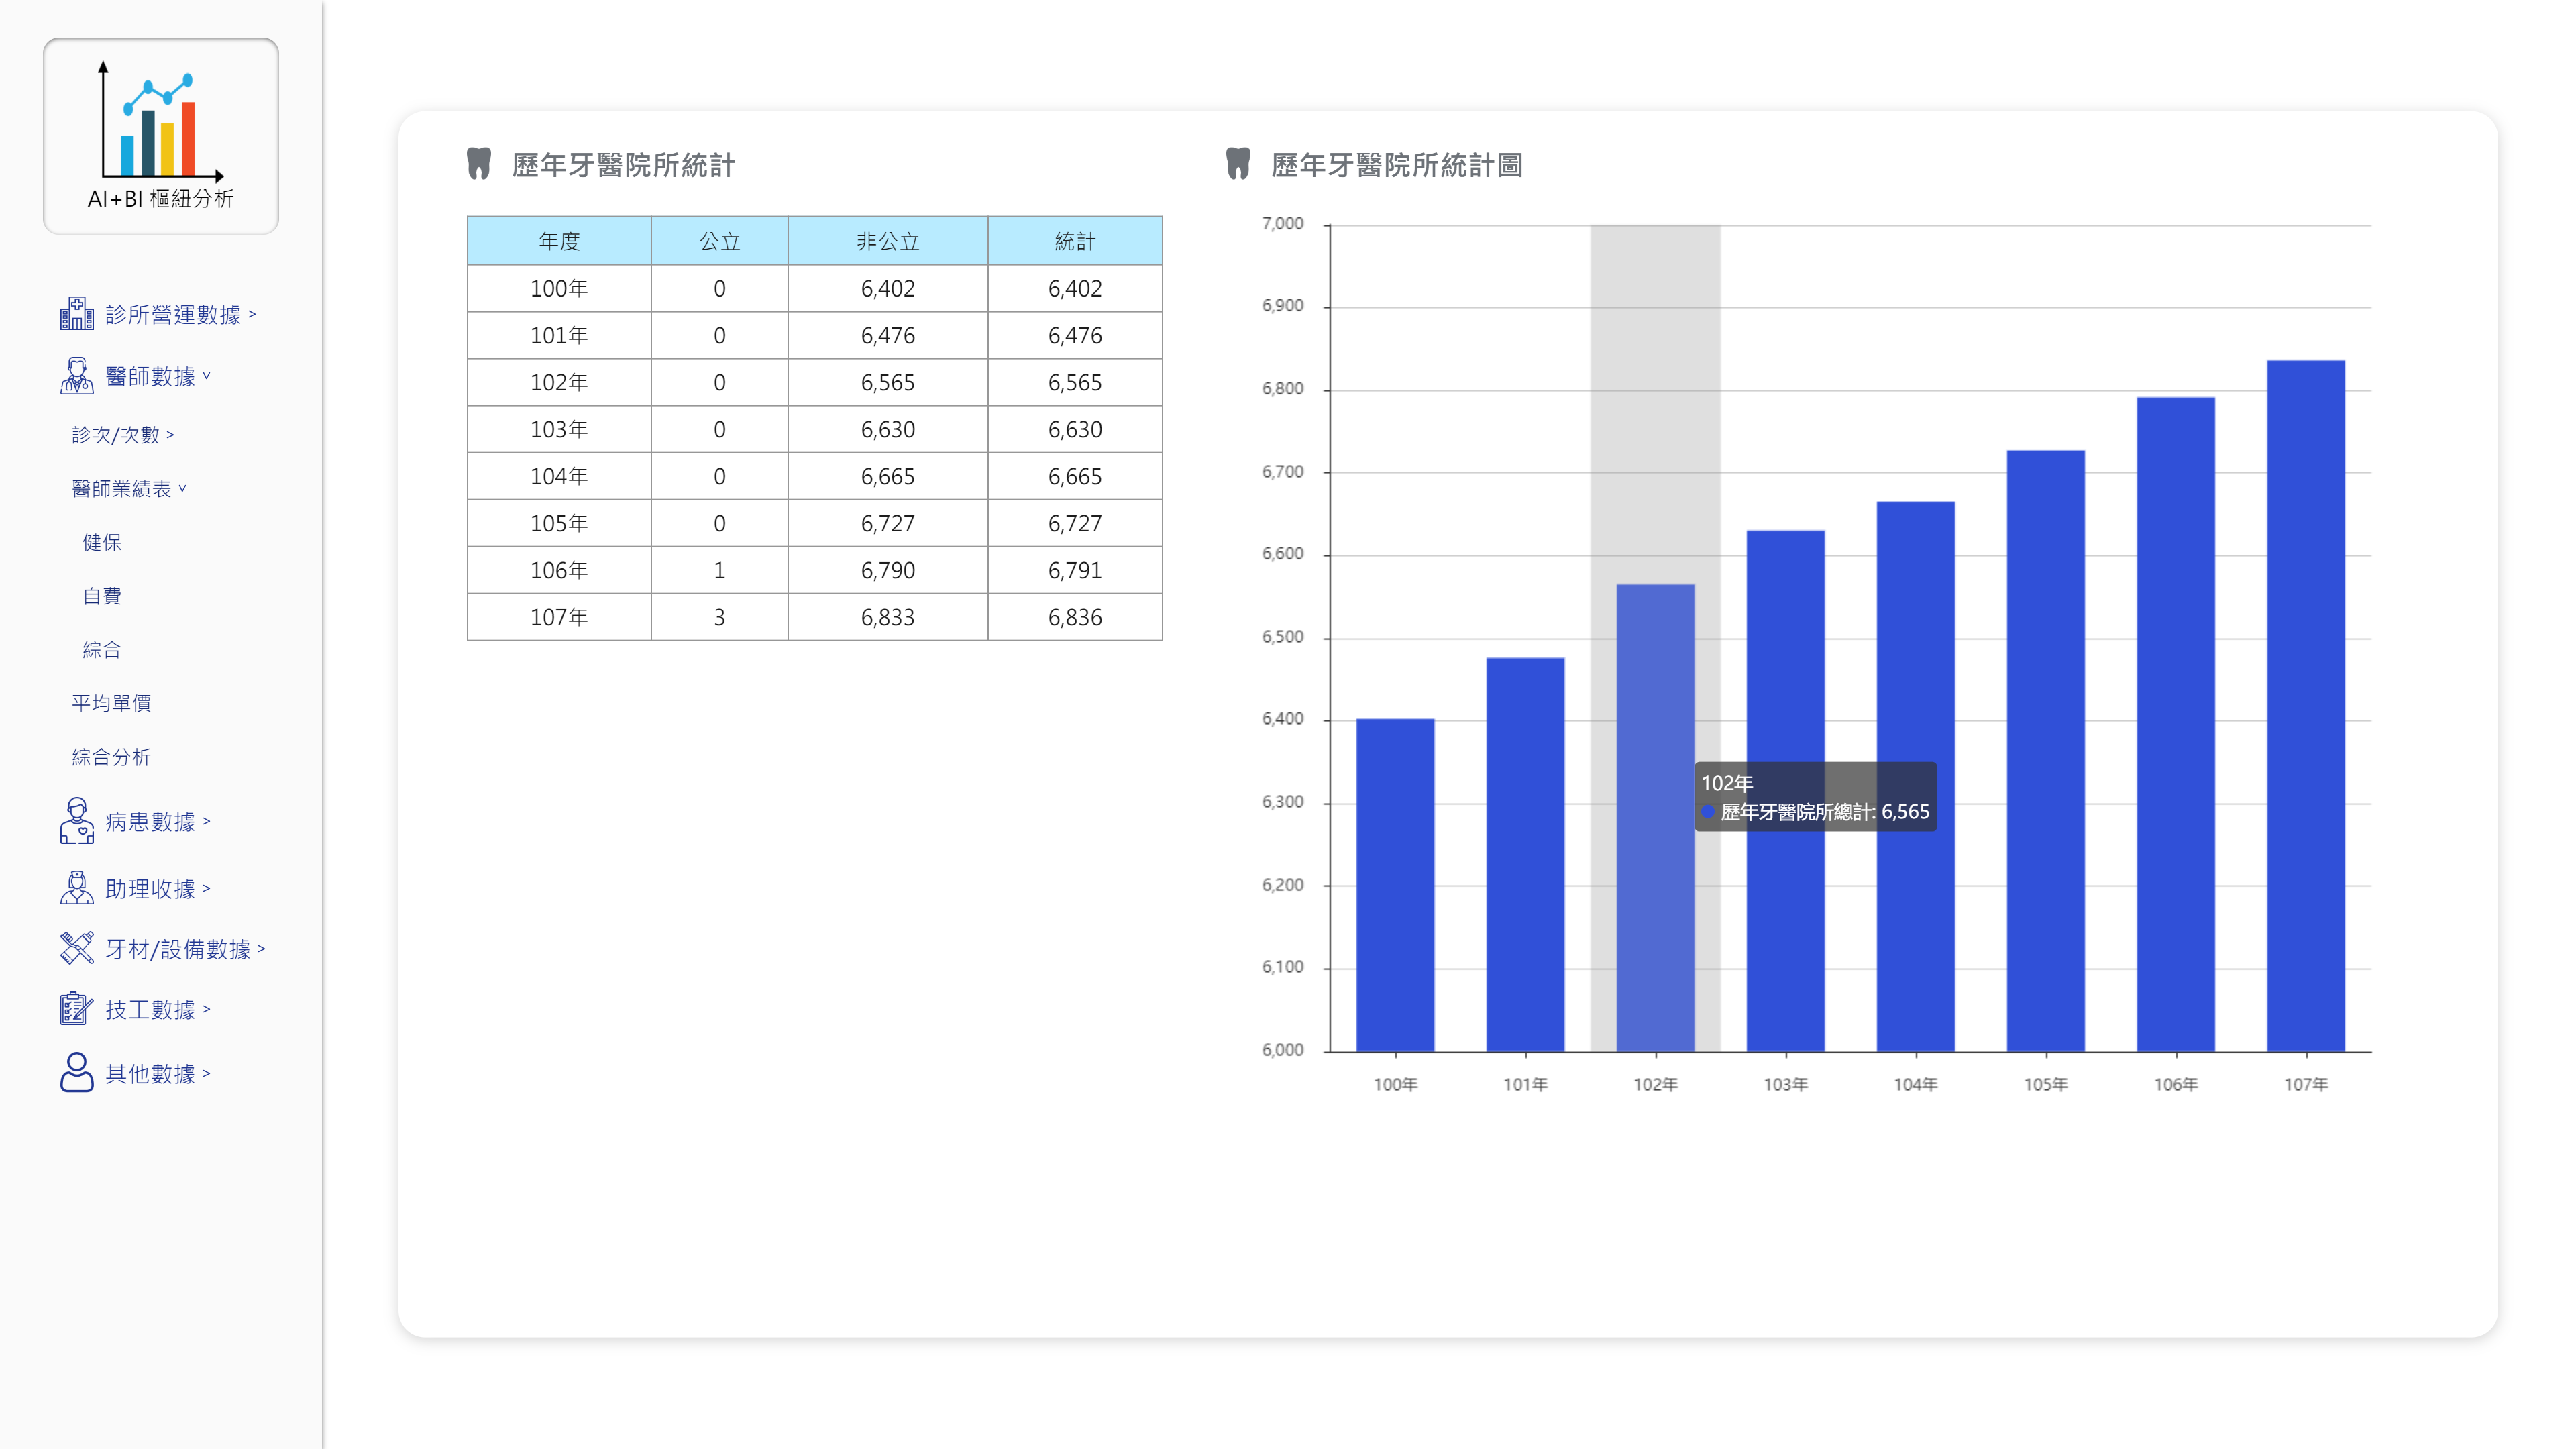 AI+BI 樞紐分析
診所營運數據 >
醫師數據 v
診次/次數 >
醫師業績表 v
健保
自費
綜合
平均單價
綜合分析
病患數據 >
助理收據 >
牙材/設備數據 >
技工數據 >
其他數據 >
歷年牙醫院所統計
年度 公立 非公立 統計
100年 0 6,402 6,402
101年 0 6,476 6,476
102年 0 6,565 6,565
103年 0 6,630 6,630
104年 0 6,665 6,665
105年 0 6,727 6,727
106年 1 6,790 6,791
107年 3 6,833 6,836
歷年牙醫院所統計圖
7,000
6,900
6,800
6,700
6,600
6,500
6,400
6,300
6,200
6,100
6,000
102年
歷年牙醫院所總計: 6,565
100年 101年 102年 103年 104年 105年 106年 107年